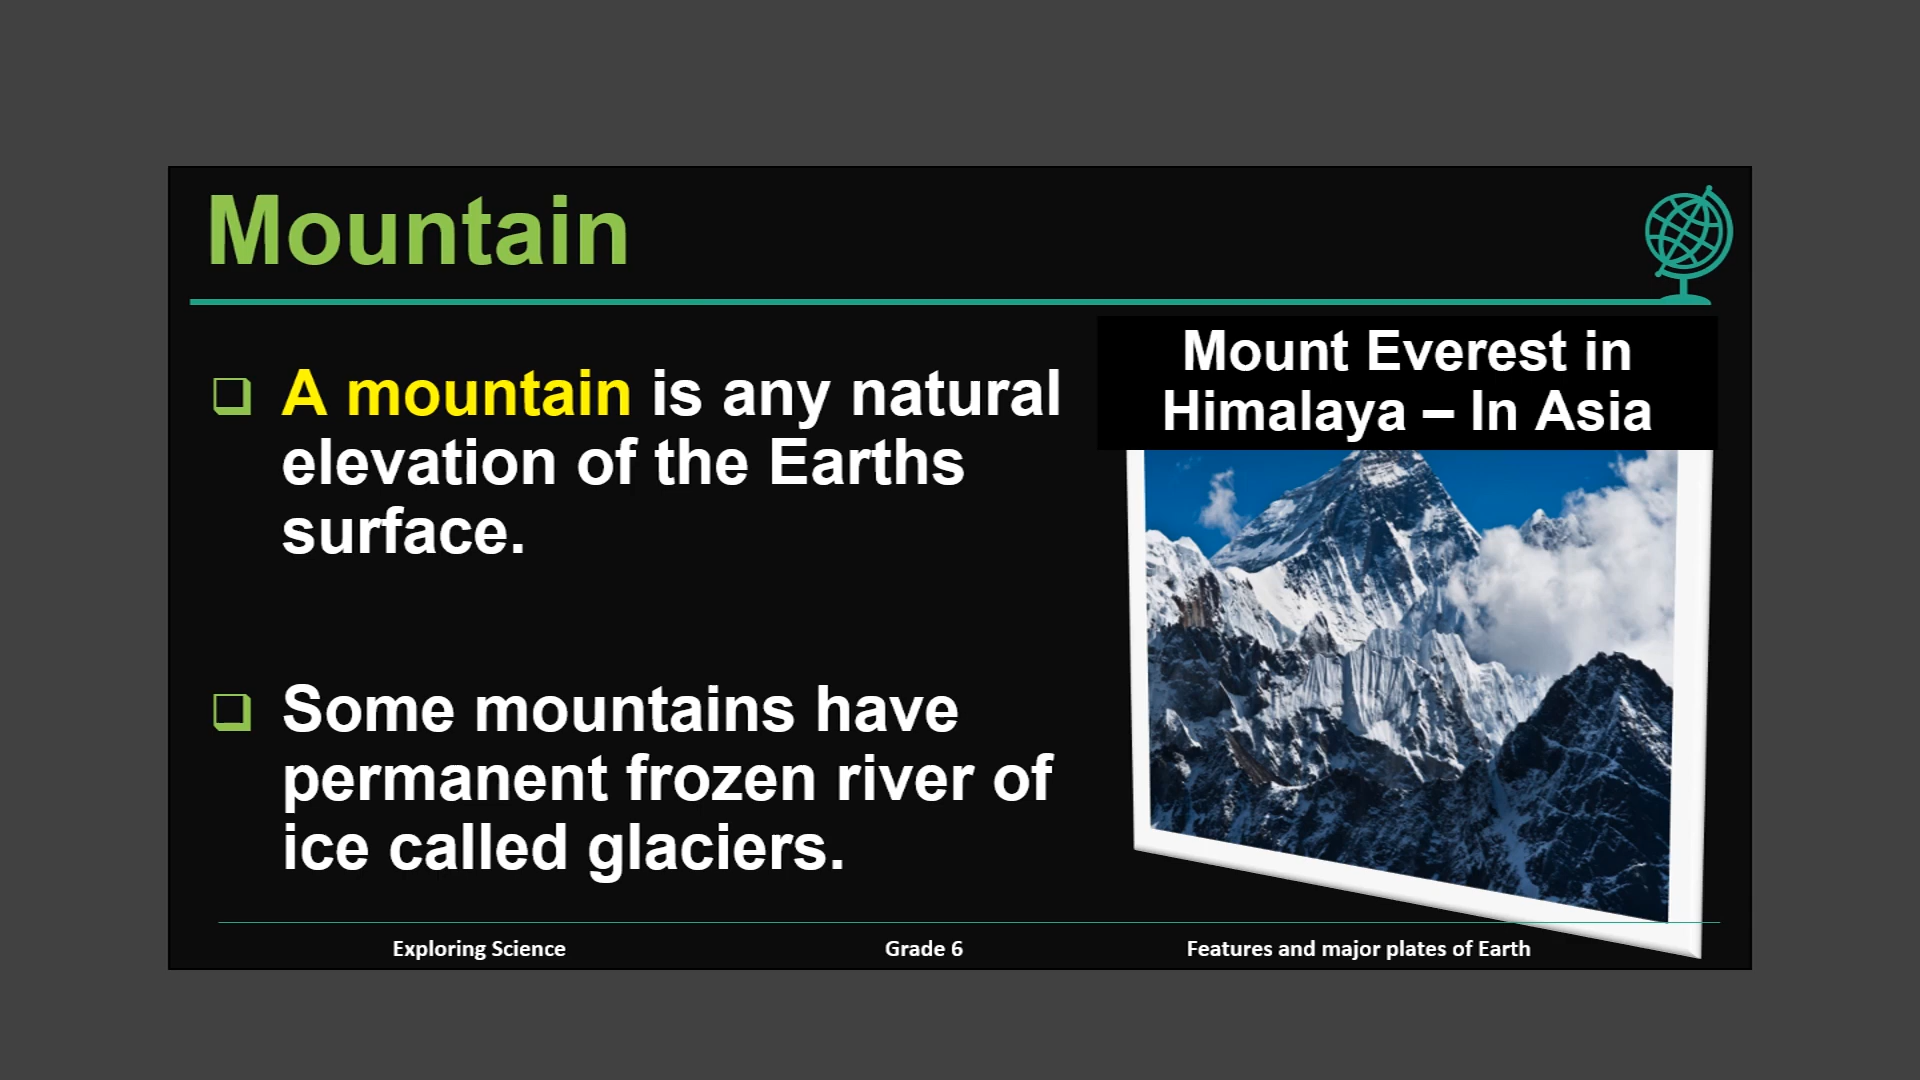 Mountain
A mountain is any natural
elevation of the Earths
surface.
Some mountains have
permanent frozen river of
ice called glaciers.
Mount Everest in
Himalaya – In Asia
Exploring Science
Grade 6
Features and major plates of Earth